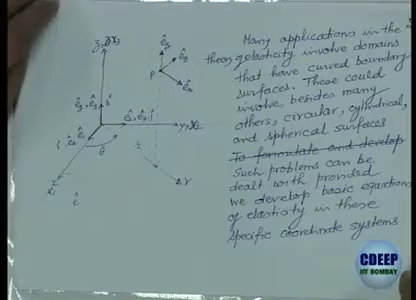 Many applications in the
theory elasticity involve domains
that have curved boundary
surfaces. These could
involve besides many
others, circular, cylindrical,
and spherical surfaces
To formulate and develop
Such problems can be
dealt with provided
we develop basic equations
of elasticity in these
specific coordinate systems
P
θ
CDEEP
IIT BOMBAY